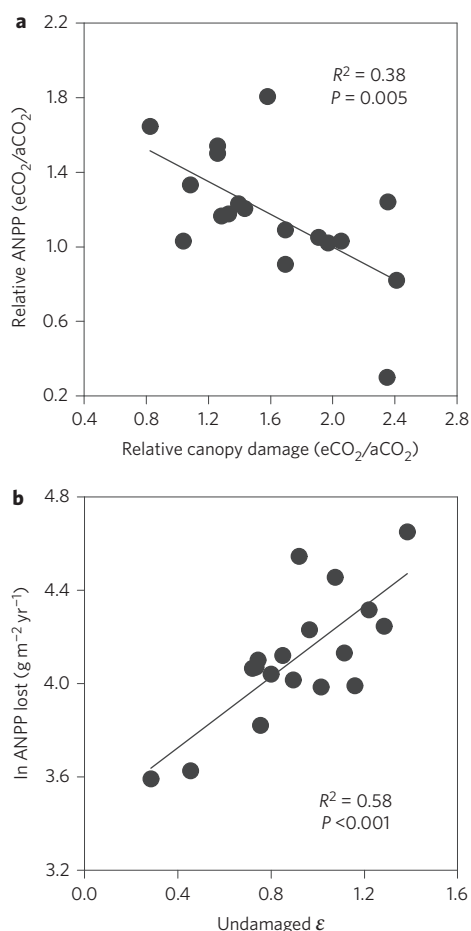 a
2.2
1.8
1.4
1.0
0.6
0.2
Relative ANPP (eCO₂/aCO₂)
R² = 0.38
P = 0.005
0.4 0.8 1.2 1.6 2.0 2.4 2.8
Relative canopy damage (eCO₂/aCO₂)
b
4.8
4.4
4.0
3.6
3.2
ln ANPP lost (g m⁻² yr⁻¹)
R² = 0.58
P <0.001
0.0 0.4 0.8 1.2 1.6
Undamaged ε